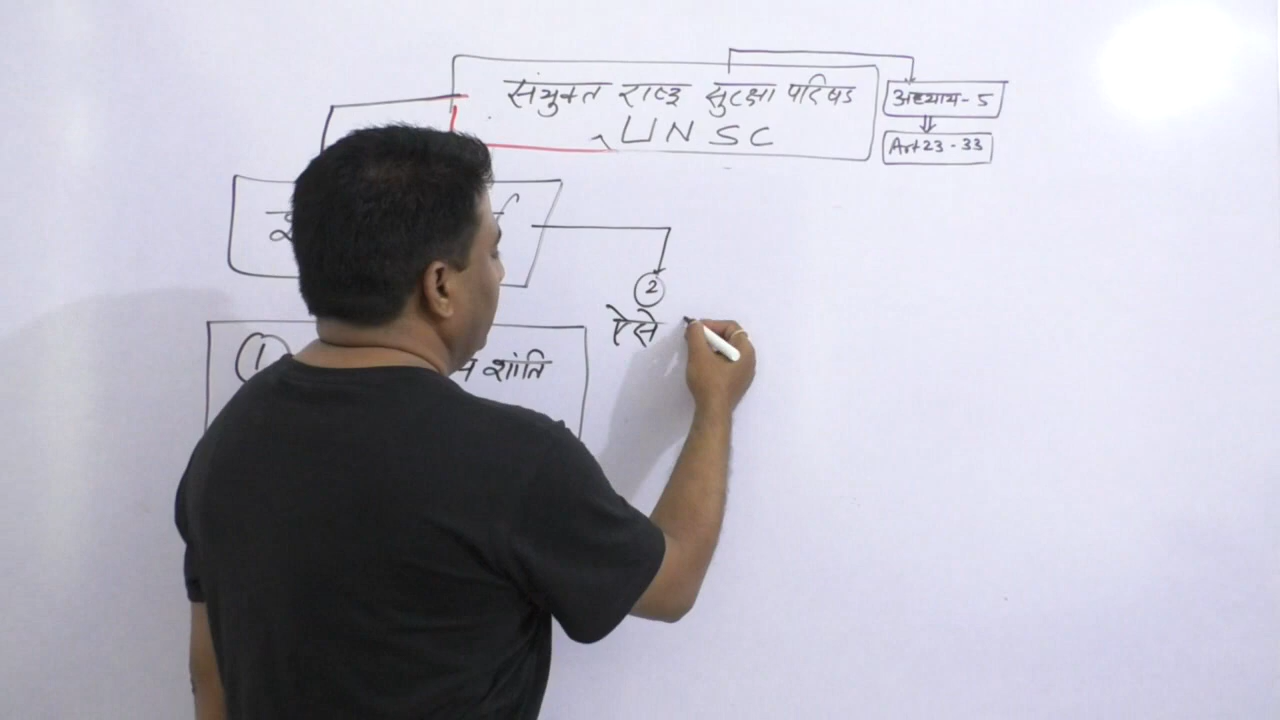 संयुक्त राष्ट्र सुरक्षा परिषद
UNSC
अध्याय - 5
Art 23 - 33
2
ऐसे
1
शांति